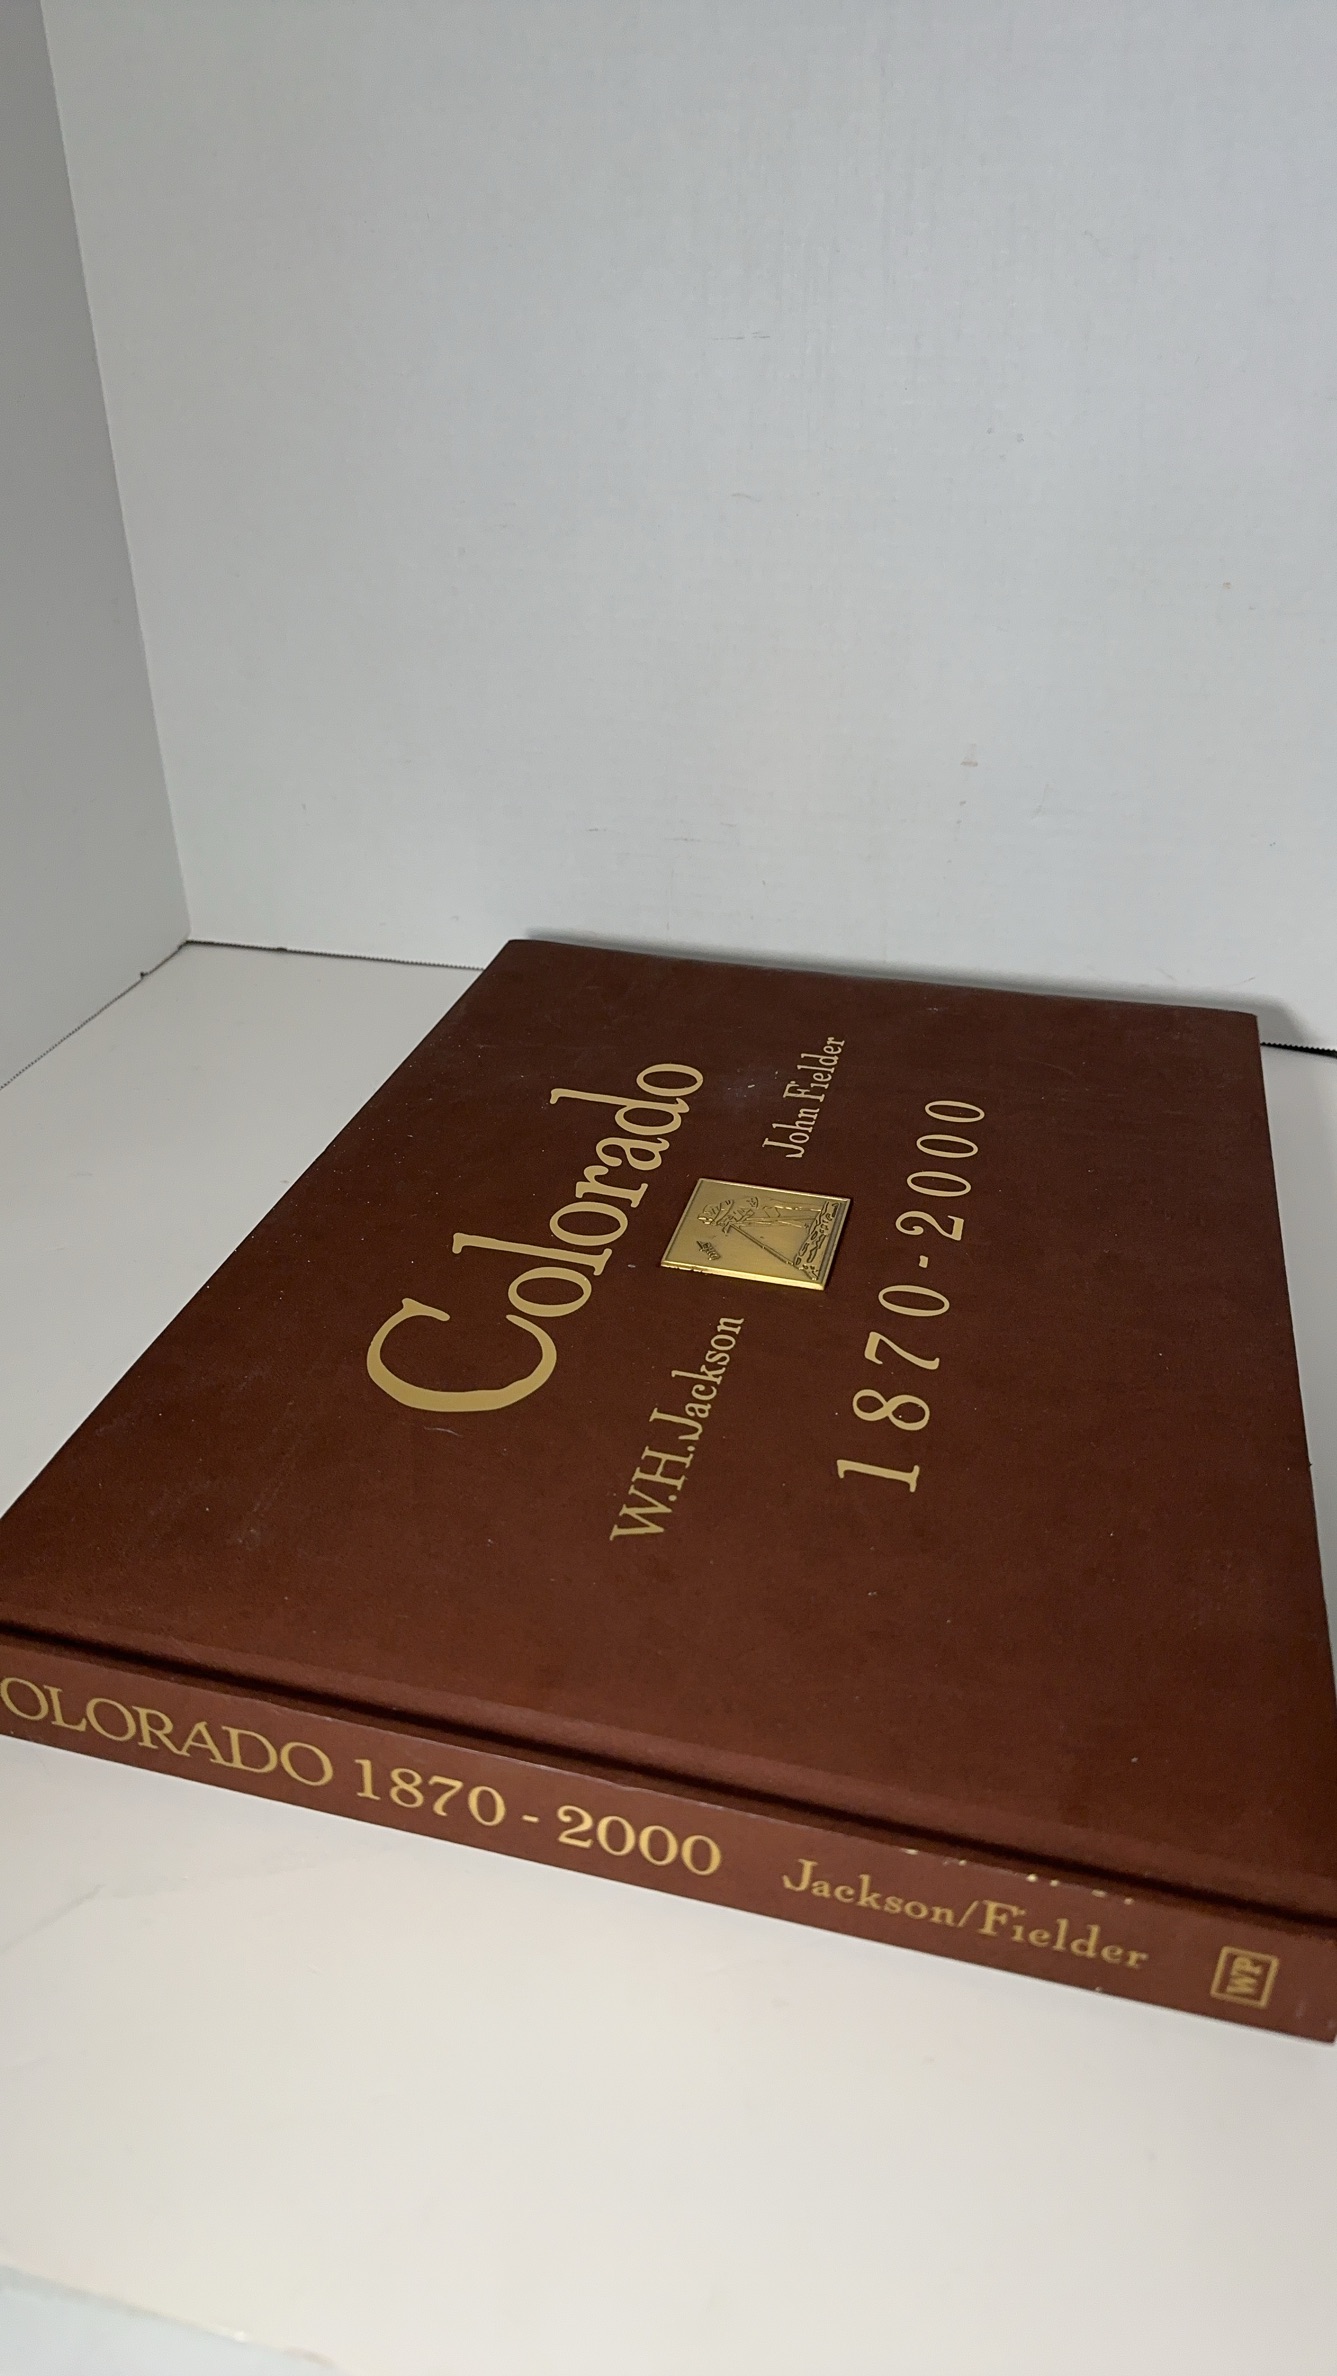 Colorado
W.H.Jackson John Fielder
1870-2000
OLORADO 1870-2000 Jackson/Fielder WP